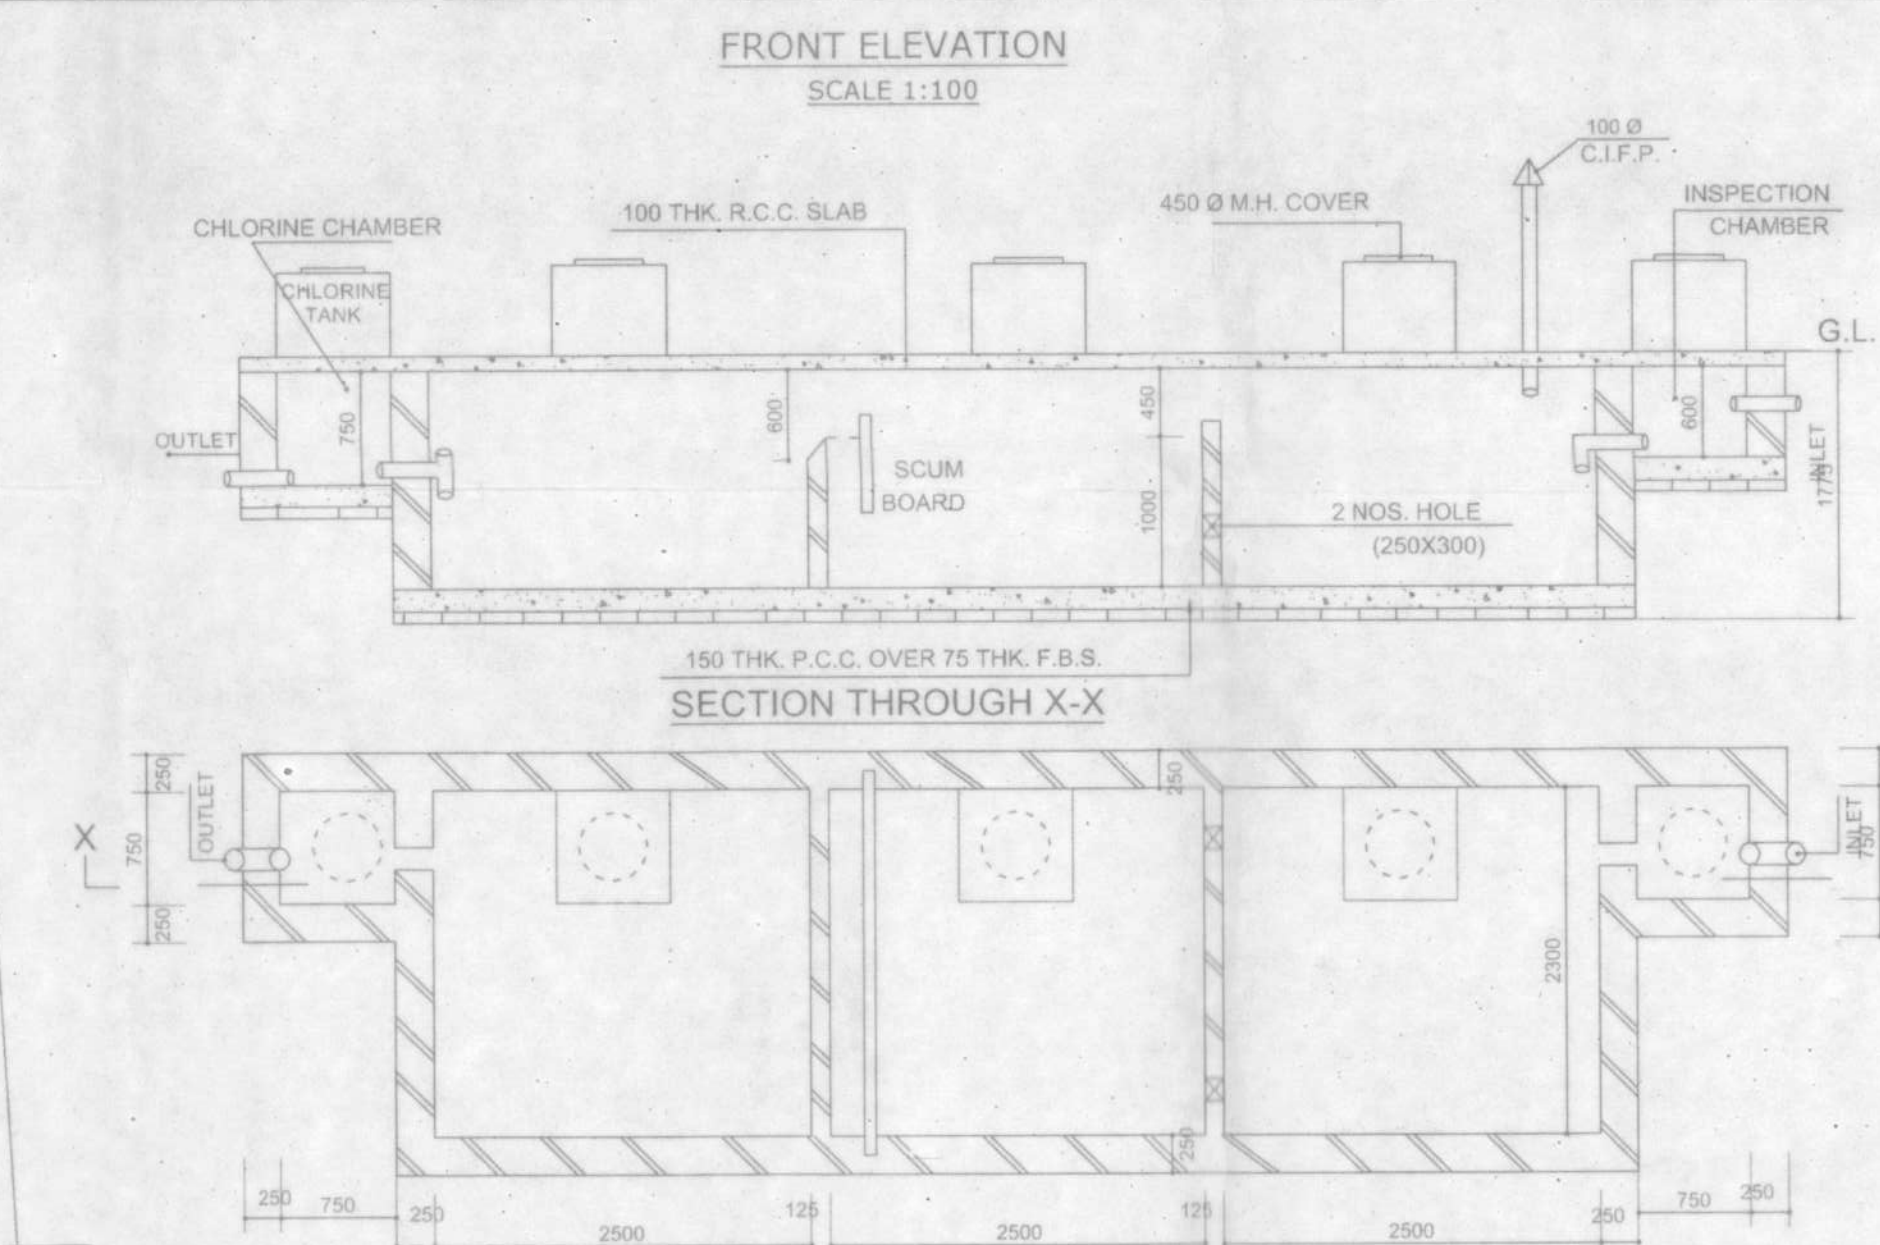 FRONT ELEVATION
SCALE 1:100
100 Ø
C.I.F.P.
CHLORINE CHAMBER
100 THK. R.C.C. SLAB
450 Ø M.H. COVER
INSPECTION
CHAMBER
CHLORINE
TANK
G.L.
OUTLET
750
600
SCUM
BOARD
450
1000
2 NOS. HOLE
(250X300)
600
INLET
1775
150 THK. P.C.C. OVER 75 THK. F.B.S.
SECTION THROUGH X-X
250
750
250
X
OUTLET
250
250
2300
INLET
750
250
750
250
2500
125
2500
125
2500
250
750
250